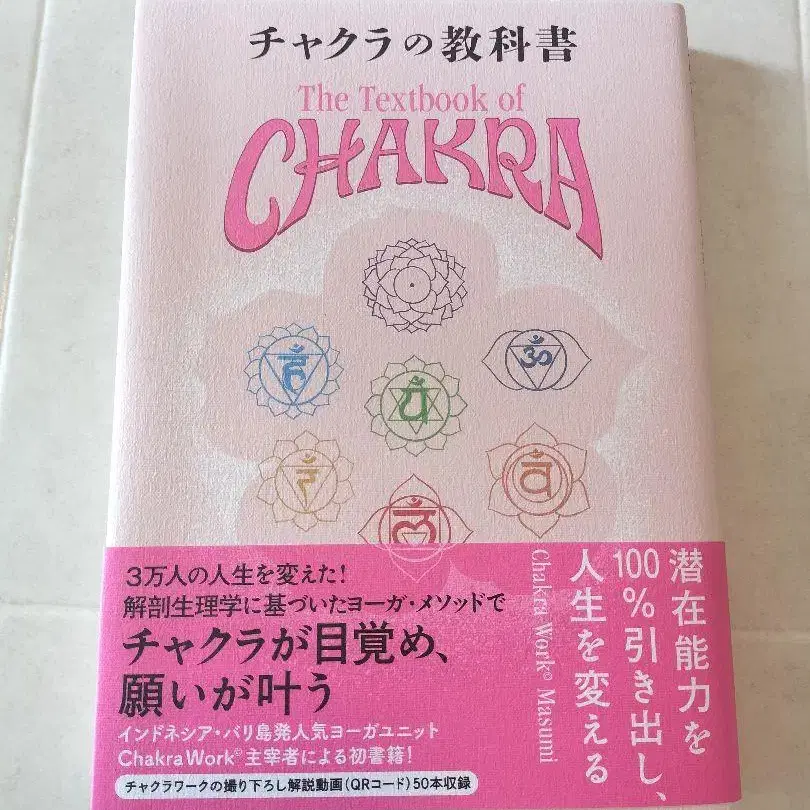 チャクラの教科書
The Textbook of
CHAKRA
हं
ॐ
यं
रं
वं
लं
潜在能力を
100%引き出し、
人生を変える
Chakra Work© Masumi
3万人の人生を変えた!
解剖生理学に基づいたヨーガ・メソッドで
チャクラが目覚め、
願いが叶う
インドネシア・バリ島発人気ヨーガユニット
Chakra Work©主宰者による初書籍!
チャクラワークの撮り下ろし解説動画(QRコード)50本収録